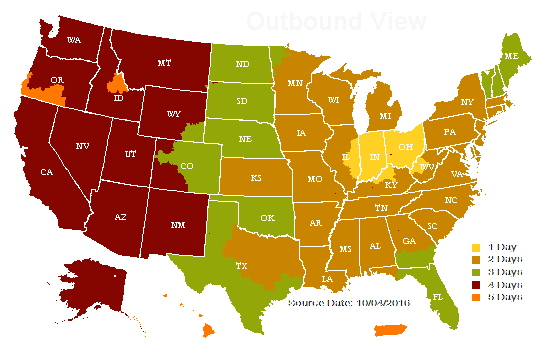 Outbound View
WA
MT
ND
ME
OR
ID
MN
SD
WI
NY
WY
MI
IA
PA
NE
NV
UT
IL
IN
OH
CO
WV
VA
CA
KS
MO
KY
NC
TN
OK
AZ
NM
AR
SC
MS
AL
GA
TX
LA
FL
1 Day
2 Days
3 Days
4 Days
5 Days
Source Date: 10/04/2016